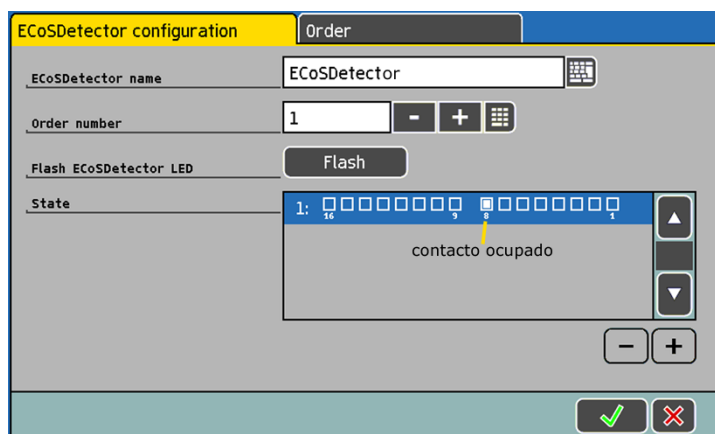 ECoSDetector configuration
Order
ECoSDetector name
ECoSDetector
Order number
1
- +
Flash ECoSDetector LED
Flash
State
1:
16 9 8 1
contacto ocupado
- +